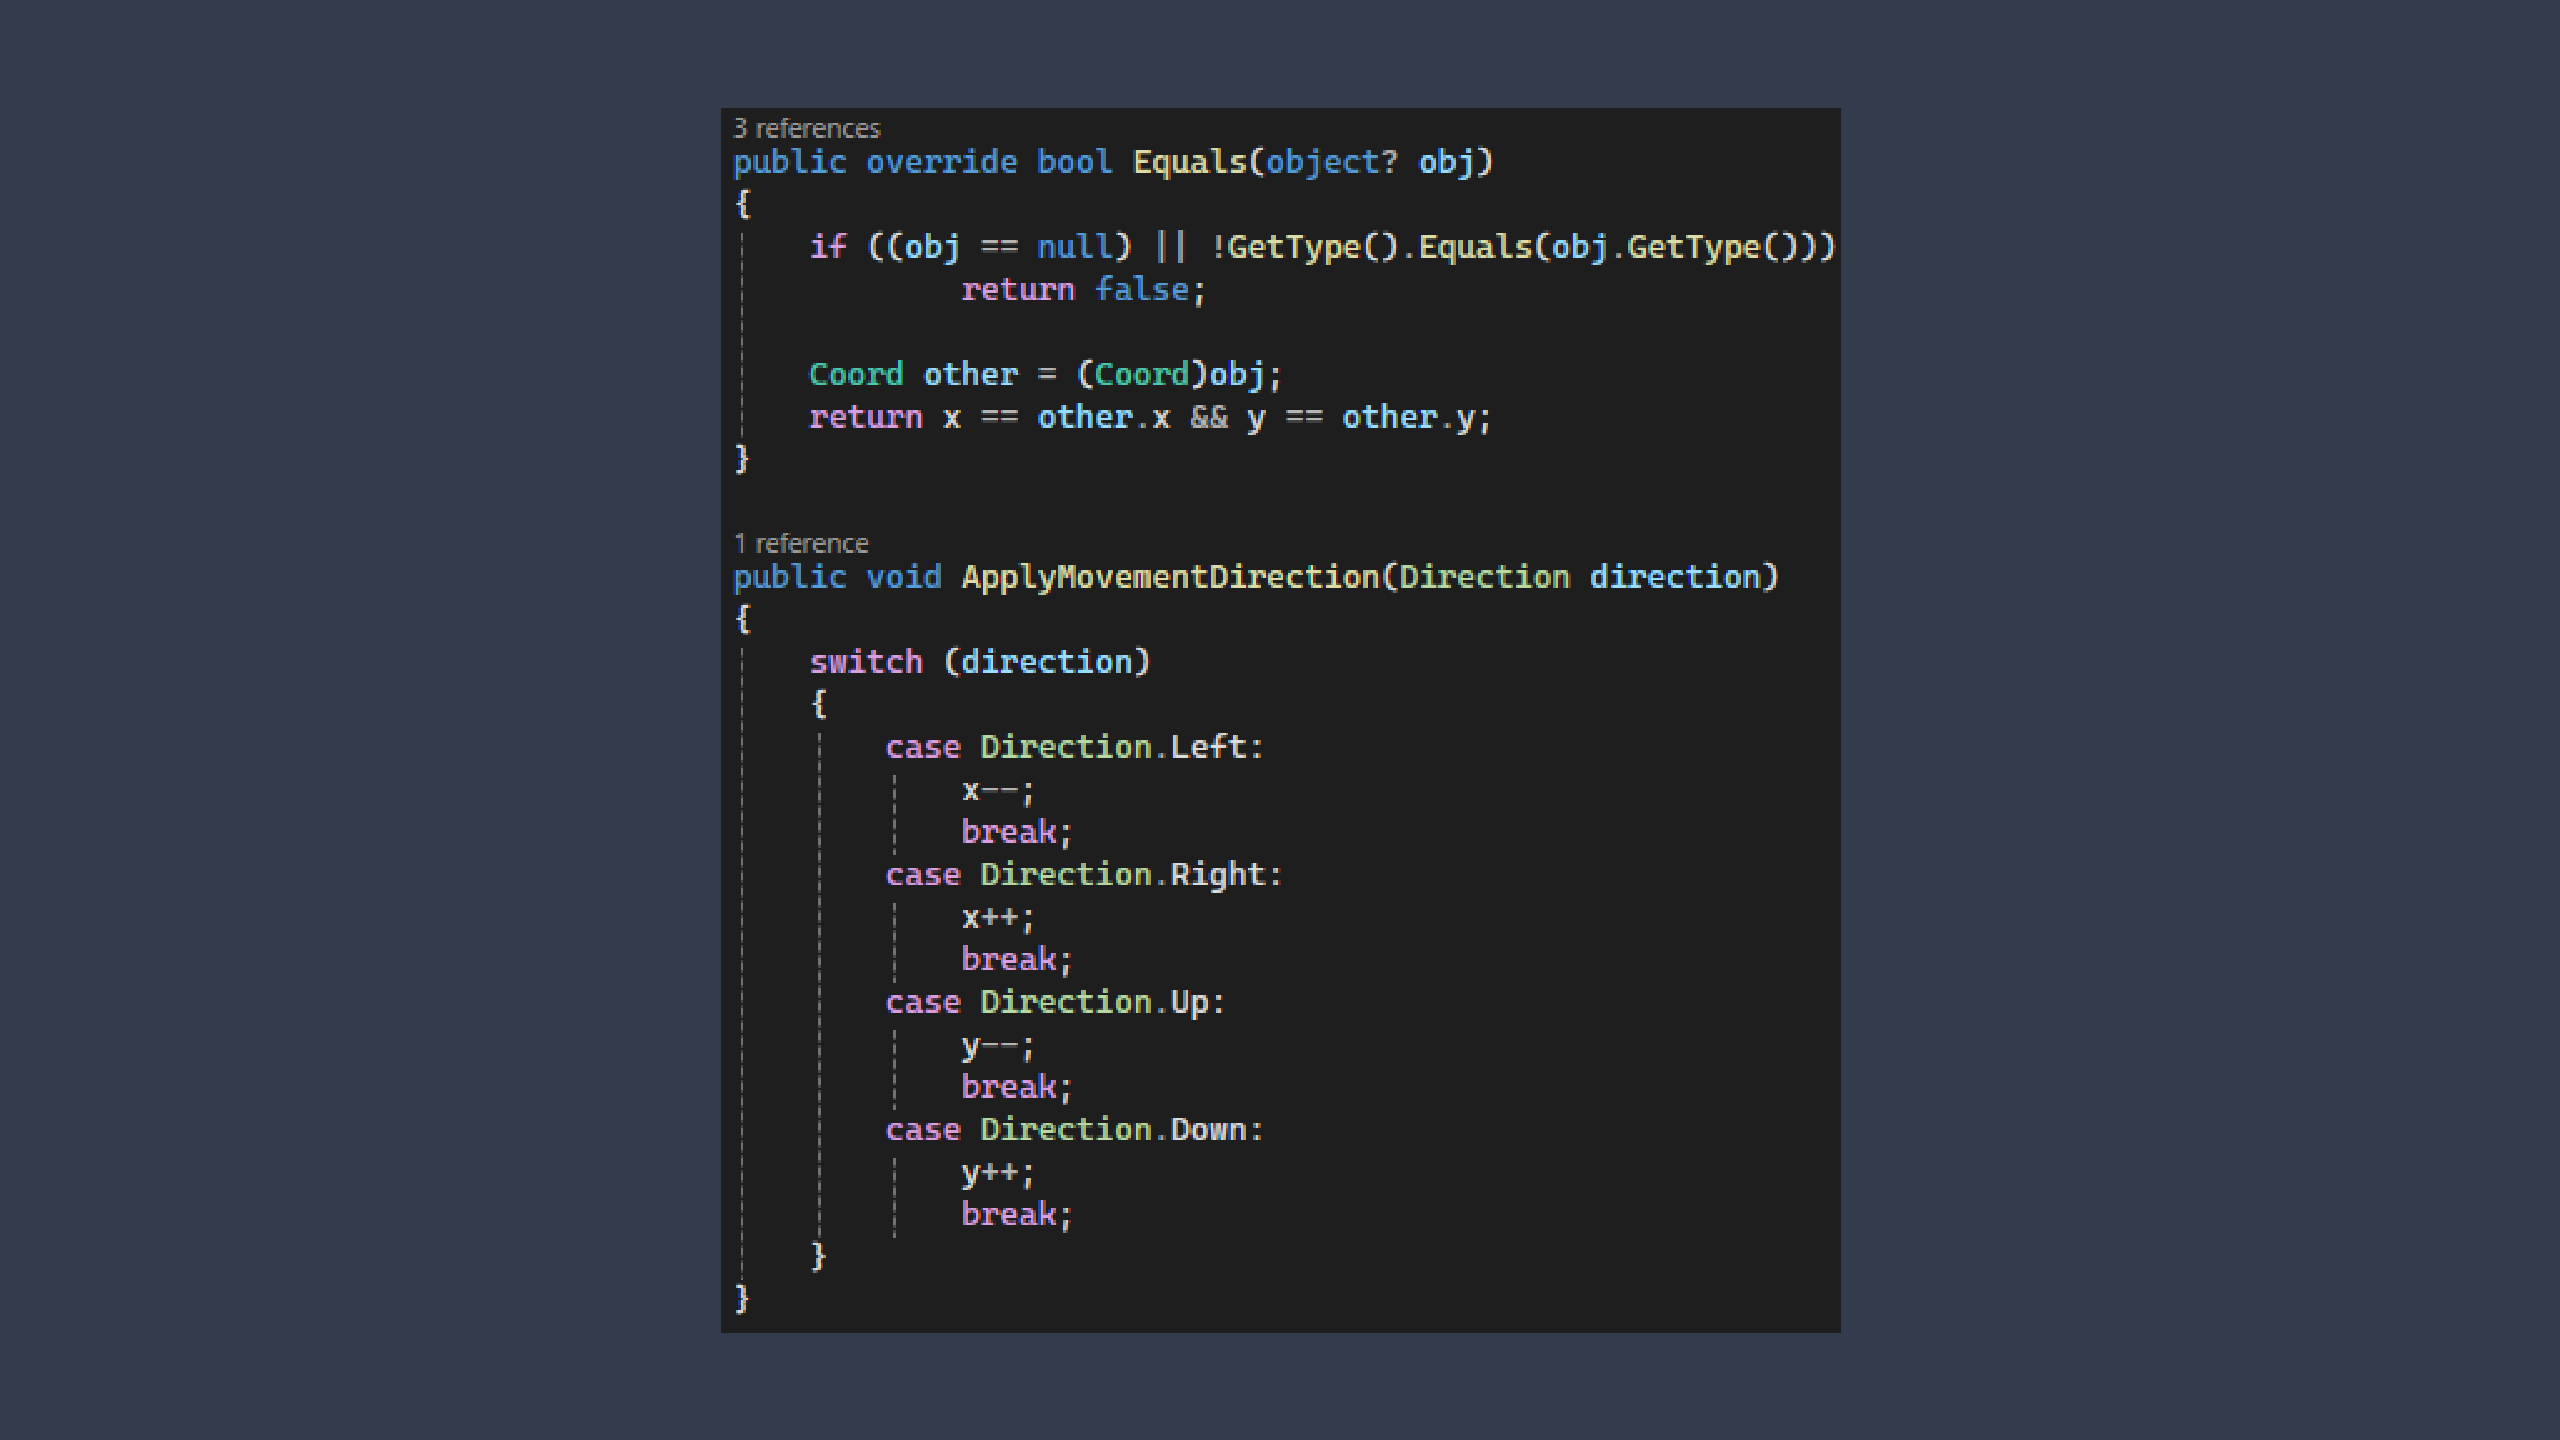 3 references
public override bool Equals(object? obj)
{
if ((obj == null) || !GetType().Equals(obj.GetType()))
return false;
Coord other = (Coord)obj;
return x == other.x && y == other.y;
}
1 reference
public void ApplyMovementDirection(Direction direction)
{
switch (direction)
{
case Direction.Left:
x--;
break;
case Direction.Right:
x++;
break;
case Direction.Up:
y--;
break;
case Direction.Down:
y++;
break;
}
}